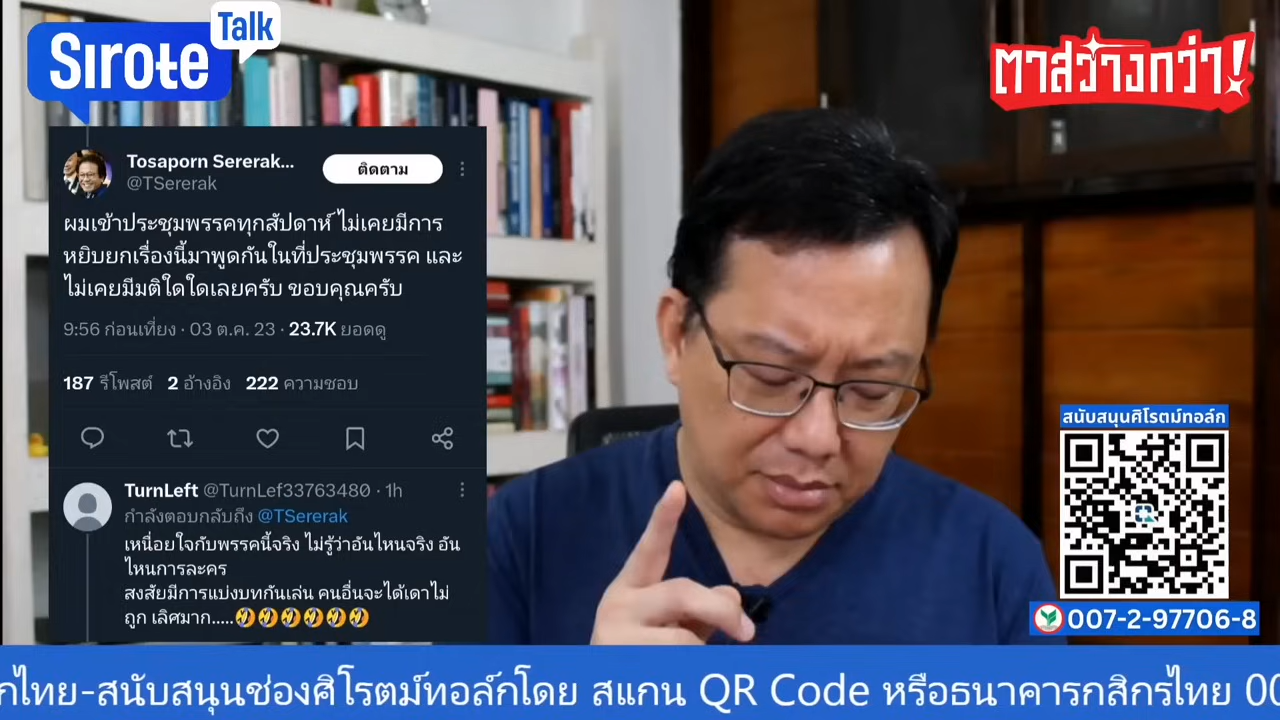 Sirote
Talk
ตาสว่างกว่า!
Tosaporn Sererak...
@TSererak
ติดตาม
ผมเข้าประชุมพรรคทุกสัปดาห์ ไม่เคยมีการ
หยิบยกเรื่องนี้มาพูดกันในที่ประชุมพรรค และ
ไม่เคยมีมติใดใดเลยครับ ขอบคุณครับ
9:56 ก่อนเที่ยง · 03 ต.ค. 23 · 23.7K ยอดดู
187 รีโพสต์ 2 อ้างอิง 222 ความชอบ
TurnLeft @TurnLef33763480 · 1h
กำลังตอบกลับถึง @TSererak
เหนื่อยใจกับพรรคนี้จริง ไม่รู้ว่าอันไหนจริง อัน
ไหนการละคร
สงสัยมีการแบ่งบทกันเล่น คนอื่นจะได้เดาไม่
ถูก เลิศมาก.....🤣🤣🤣🤣🤣🤣
สนับสนุนศิโรตม์ทอล์ก
007-2-97706-8
กไทย-สนับสนุนช่องศิโรตม์ทอล์กโดย สแกน QR Code หรือธนาคารกสิกรไทย 00